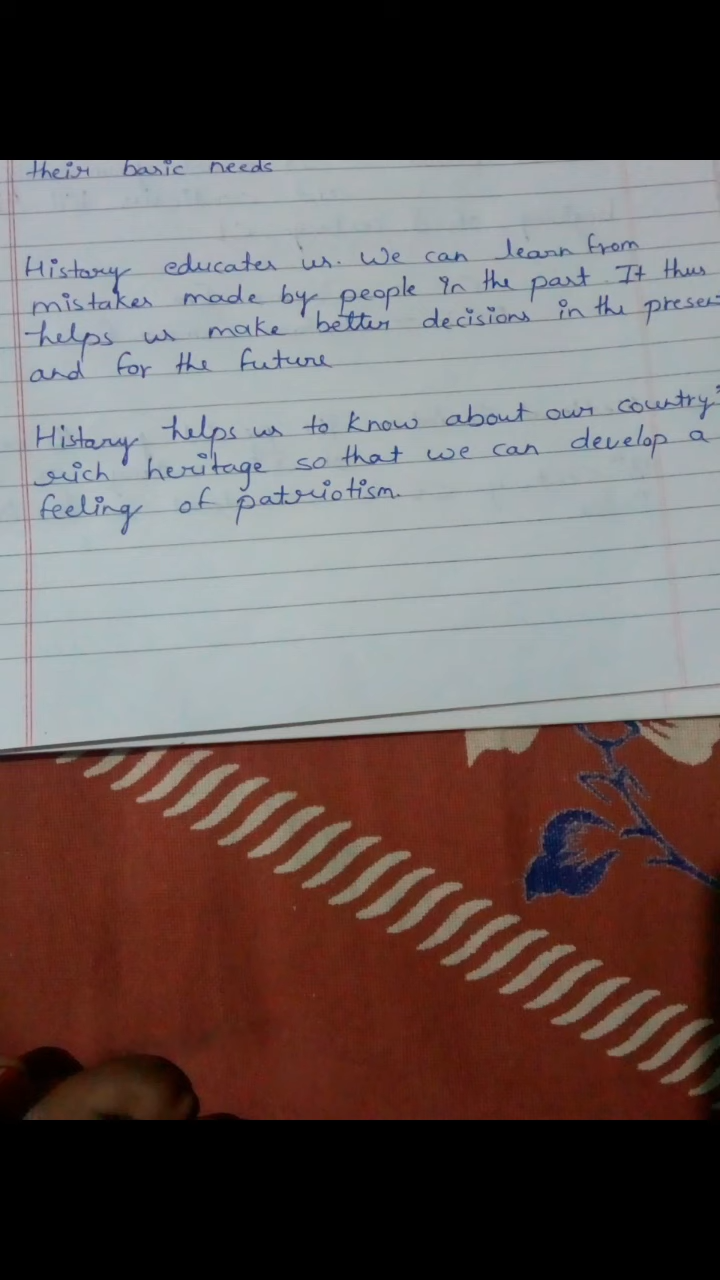 their basic needs
History educates us. We can learn from
mistakes made by people in the past It thus
helps us make better decisions in the
and for the future
History helps us to know about our country
rich heritage so that we can develop a
feeling of patriotism.